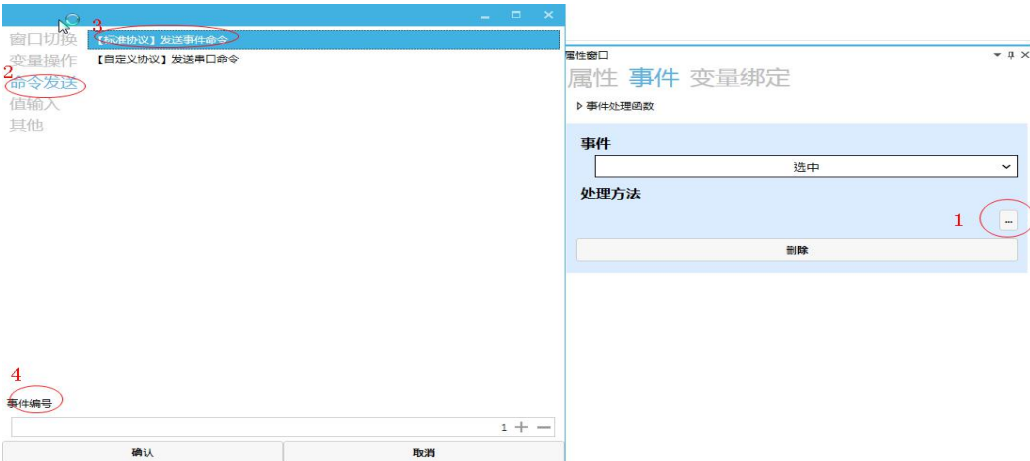 3
窗口切换
【标准协议】发送事件命令
变量操作
【自定义协议】发送串口命令
2
命令发送
值输入
其他
4
事件编号
1
确认
取消
属性窗口
属性 事件 变量绑定
事件处理函数
事件
选中
处理方法
1
...
删除